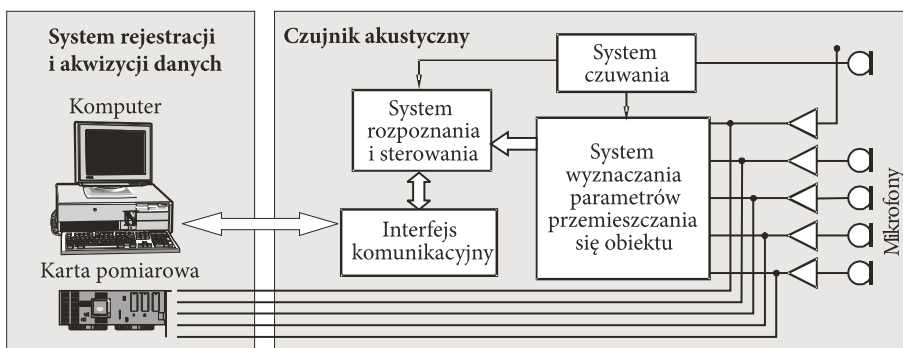 System rejestracji
i akwizycji danych
Komputer
Karta pomiarowa
Czujnik akustyczny
System
czuwania
System
rozpoznania
i sterowania
System
wyznaczania
parametrów
przemieszczania
się obiektu
Interfejs
komunikacyjny
Mikrofony